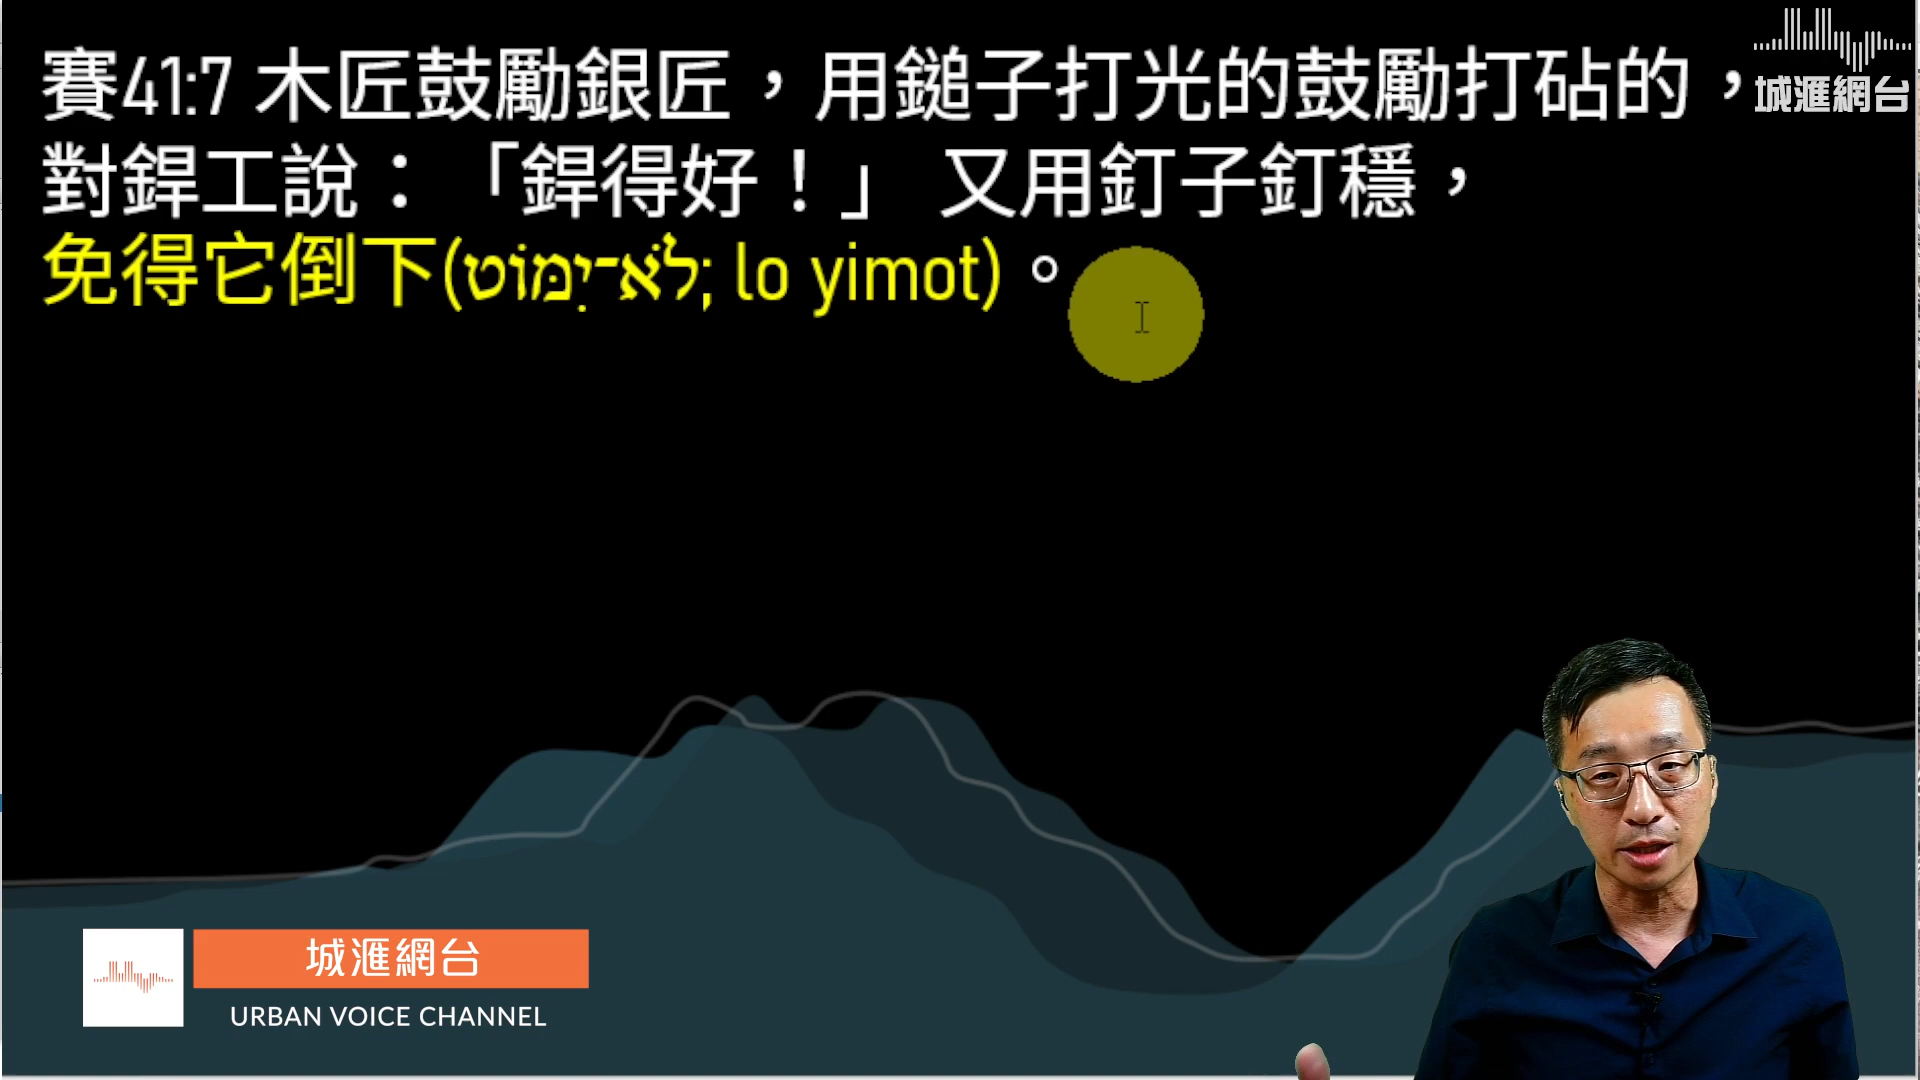 賽41:7 木匠鼓勵銀匠，用鎚子打光的鼓勵打砧的，
對銲工說：「銲得好！」 又用釘子釘穩，
免得它倒下(לֹא־יִמּוֹט; lo yimot)。
城滙網台
城滙網台
URBAN VOICE CHANNEL